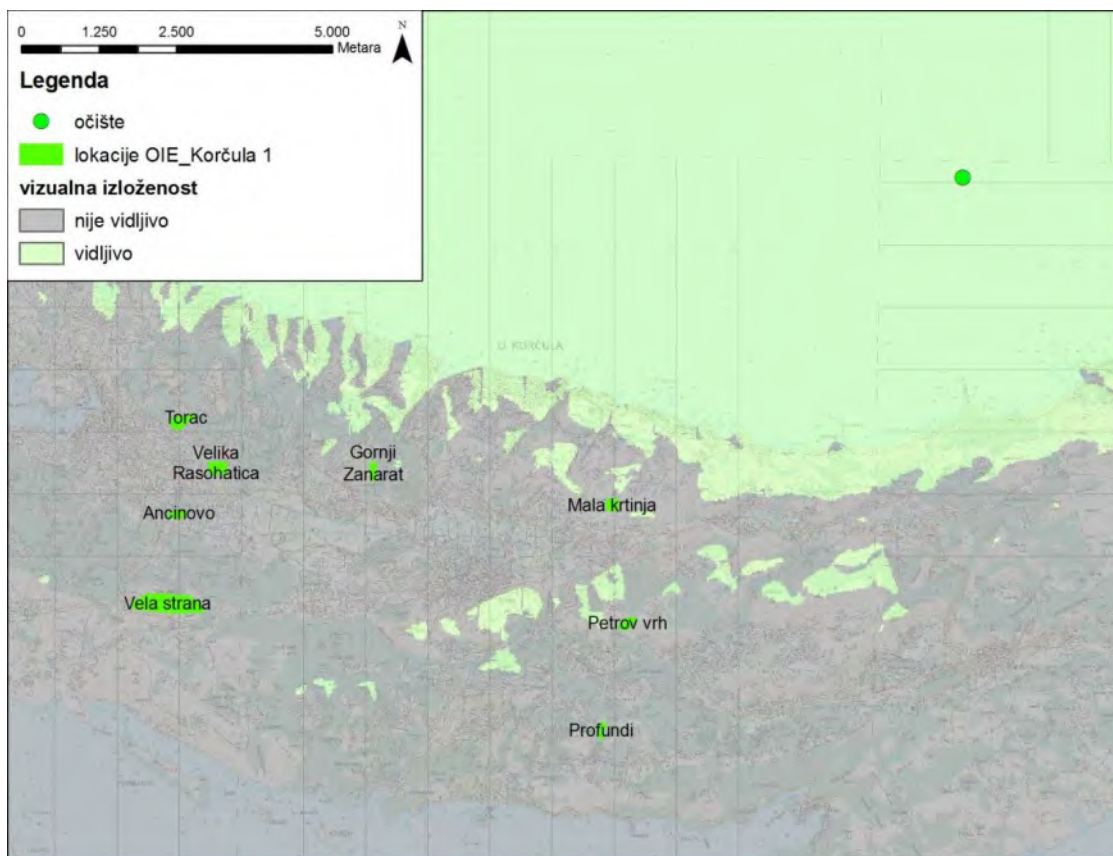 0 1.250 2.500 5.000
Metara
N
Legenda
očište
lokacije OIE_Korčula 1
vizualna izloženost
nije vidljivo
vidljivo
O. KORČULA
Torac
Velika
Rasohatica
Gornji
Zanarat
Ancinovo
Mala krtinja
Vela strana
Petrov vrh
Profundi